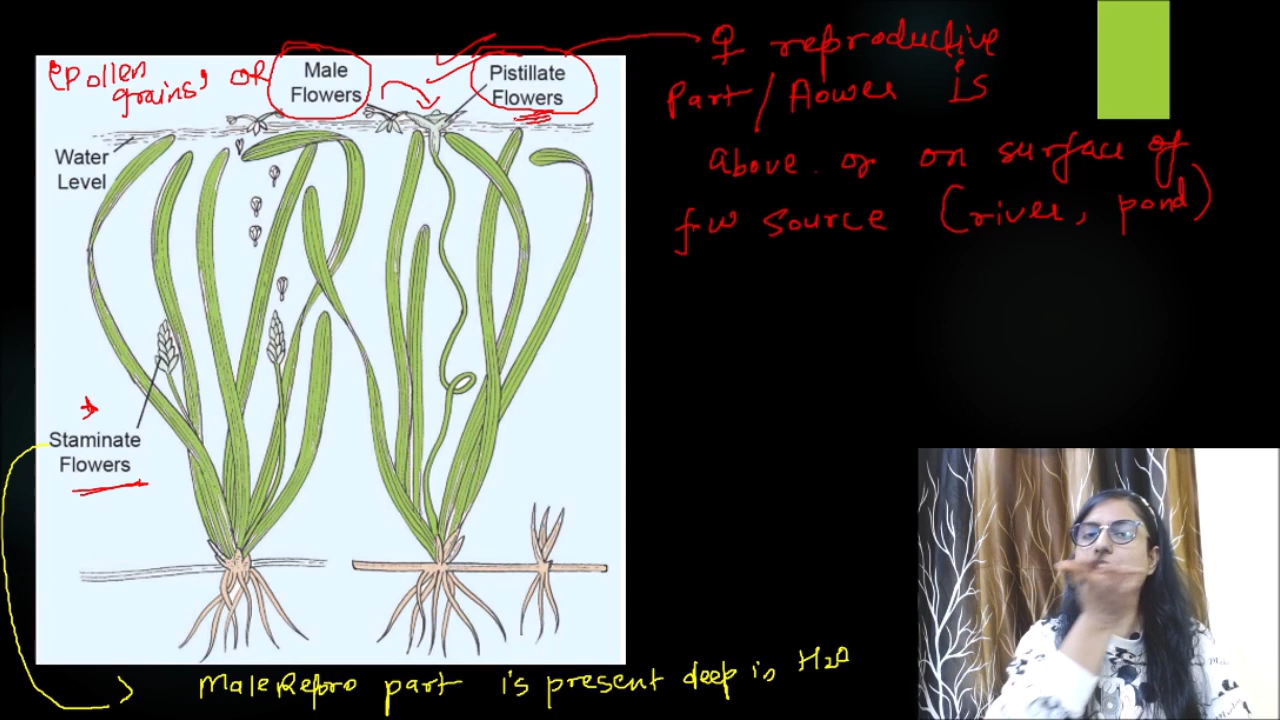 "pollen grains" or
Male
Flowers
Pistillate
Flowers
Water
Level
Staminate
Flowers
♀ reproductive
Part / flower is
above or on surface of
fw source (river, pond)
Male Repro part is present deep in H2O